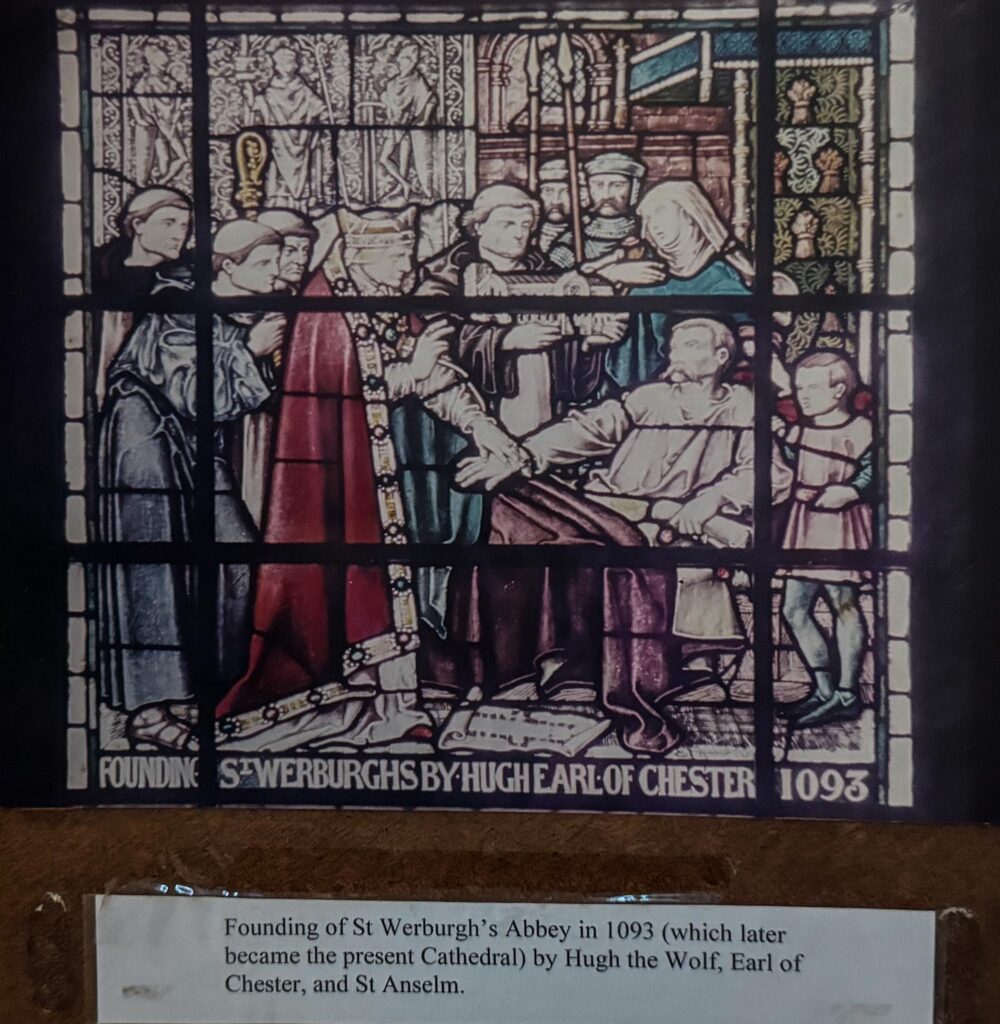 FOUNDING ST WERBURGHS BY·HUGH EARL·OF CHESTER 1093
Founding of St Werburgh's Abbey in 1093 (which later
became the present Cathedral) by Hugh the Wolf, Earl of
Chester, and St Anselm.